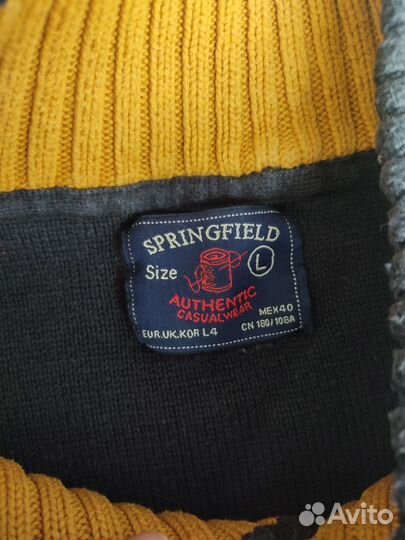 SPRINGFIELD
Size L
AUTHENTIC
CASUALWEAR
MEX40
EUR.UK.KOR L4 CN 180/108A
Avito